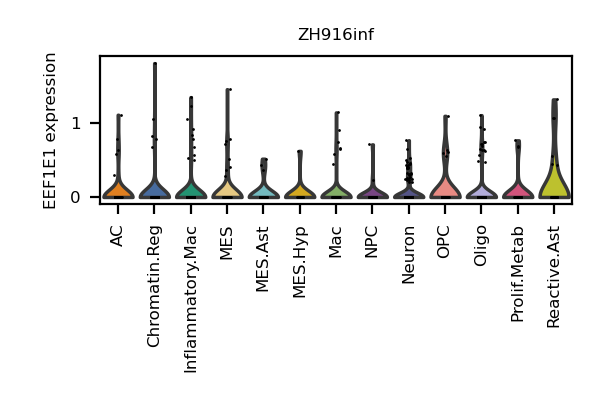 ZH916inf
EEF1E1 expression
1
0
AC
Chromatin.Reg
Inflammatory.Mac
MES
MES.Ast
MES.Hyp
Mac
NPC
Neuron
OPC
Oligo
Prolif.Metab
Reactive.Ast